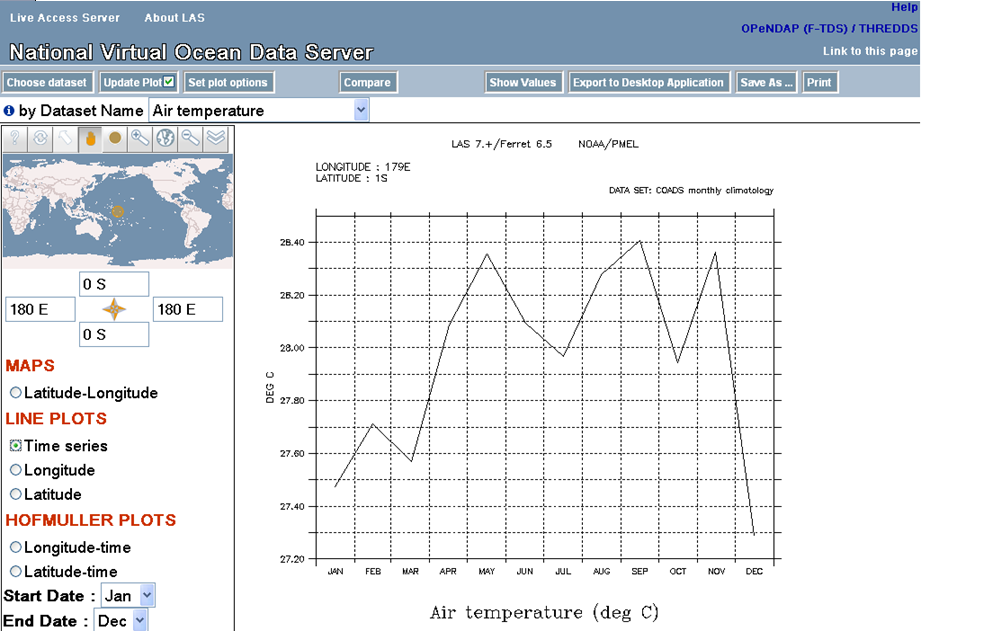 Live Access Server About LAS
Help
OPeNDAP (F-TDS) / THREDDS
National Virtual Ocean Data Server
Link to this page
Choose dataset Update Plot Set plot options Compare Show Values Export to Desktop Application Save As ... Print
by Dataset Name Air temperature
LAS 7.+/Ferret 6.5 NOAA/PMEL
LONGITUDE : 179E
LATITUDE : 1S
DATA SET: COADS monthly climatology
0 S
180 E 180 E
0 S
MAPS
Latitude-Longitude
LINE PLOTS
Time series
Longitude
Latitude
HOFMULLER PLOTS
Longitude-time
Latitude-time
Start Date : Jan
End Date : Dec
28.40
28.20
28.00
27.80
27.60
27.40
27.20
DEG C
JAN FEB MAR APR MAY JUN JUL AUG SEP OCT NOV DEC
Air temperature (deg C)